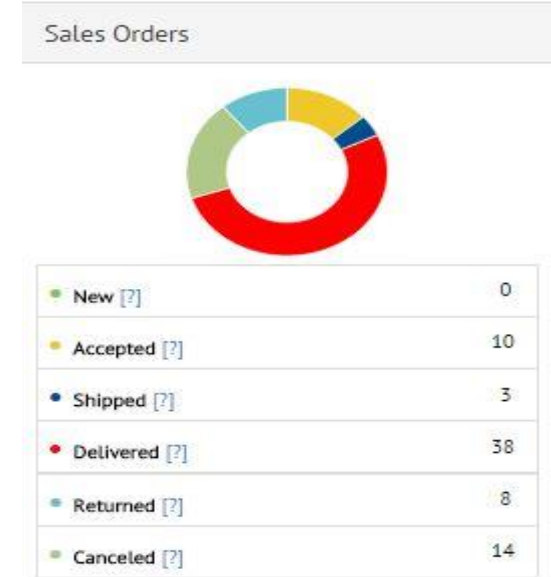 Sales Orders
New [?] 0
Accepted [?] 10
Shipped [?] 3
Delivered [?] 38
Returned [?] 8
Canceled [?] 14